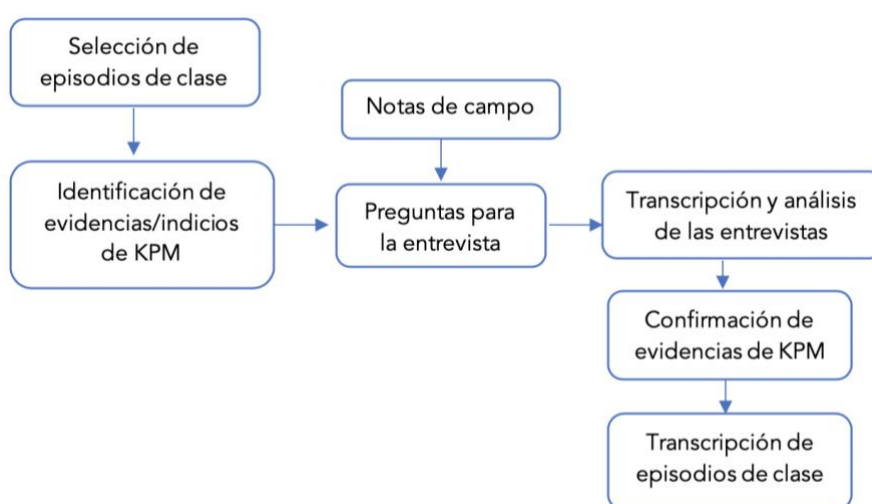 Selección de
episodios de clase
Notas de campo
Identificación de
evidencias/indicios
de KPM
Preguntas para
la entrevista
Transcripción y análisis
de las entrevistas
Confirmación de
evidencias de KPM
Transcripción de
episodios de clase